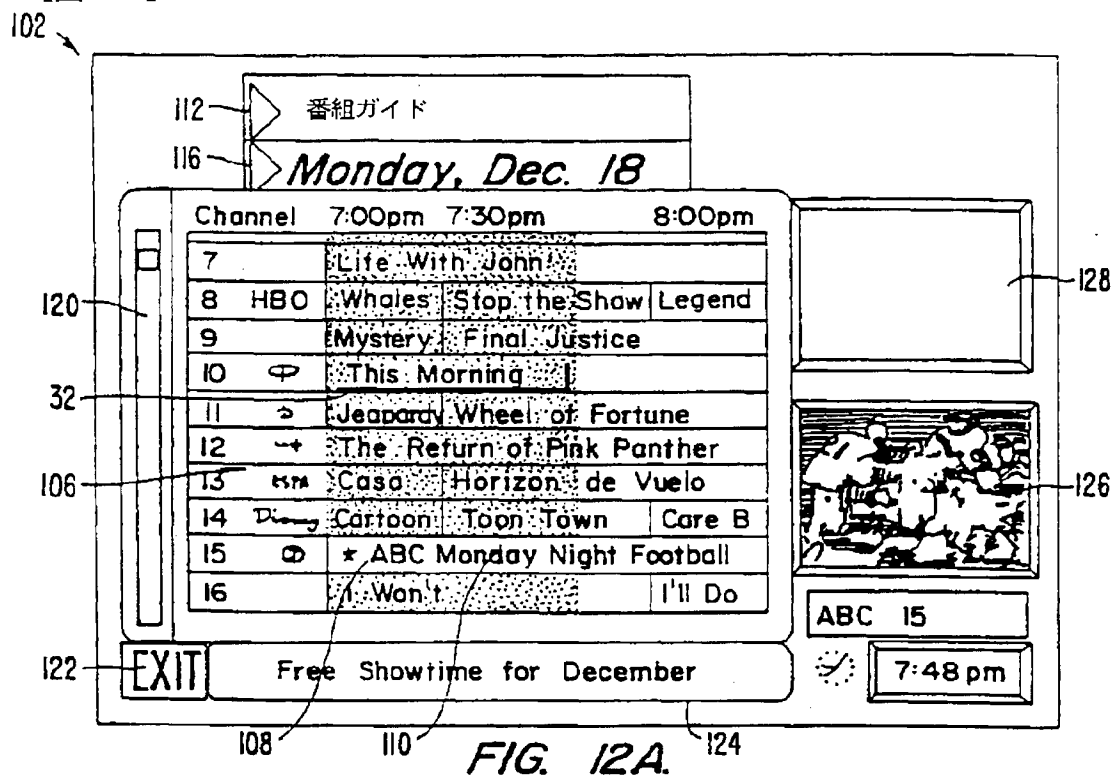 102
112
番組ガイド
116
Monday, Dec. 18
Channel 7:00pm 7:30pm 8:00pm
7 Life With John
8 HBO Whales Stop the Show Legend
9 Mystery Final Justice
10 This Morning
11 Jeopardy Wheel of Fortune
12 The Return of Pink Panther
13 Casa Horizon de Vuelo
14 Disney Cartoon Toon Town Care B
15 ★ ABC Monday Night Football
16 I Won't I'll Do
120
32
106
128
126
ABC 15
122
EXIT
Free Showtime for December
7:48 pm
108
110
124
FIG. 12A.